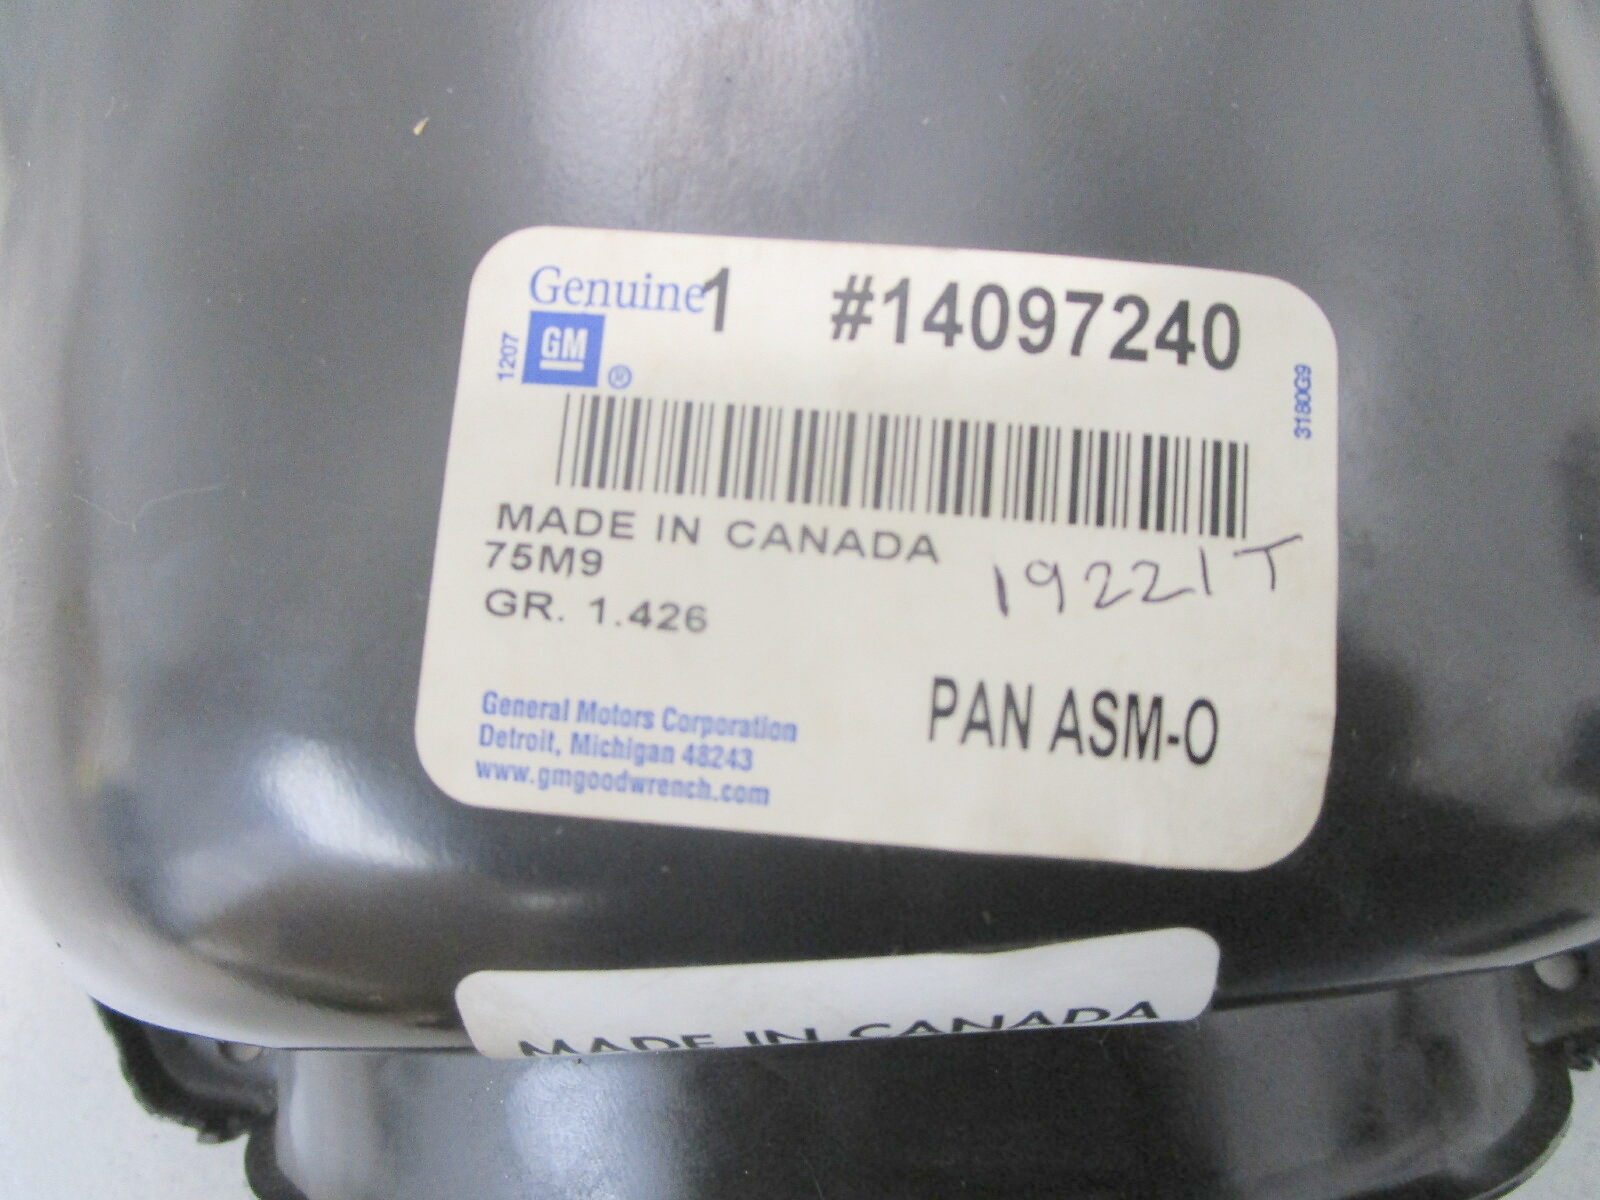 Genuine 1 #14097240
GM ®
1207
3180G9
MADE IN CANADA
75M9
GR. 1.426
19221T
PAN ASM-O
General Motors Corporation
Detroit, Michigan 48243
www.gmgoodwrench.com
MADE IN CANADA